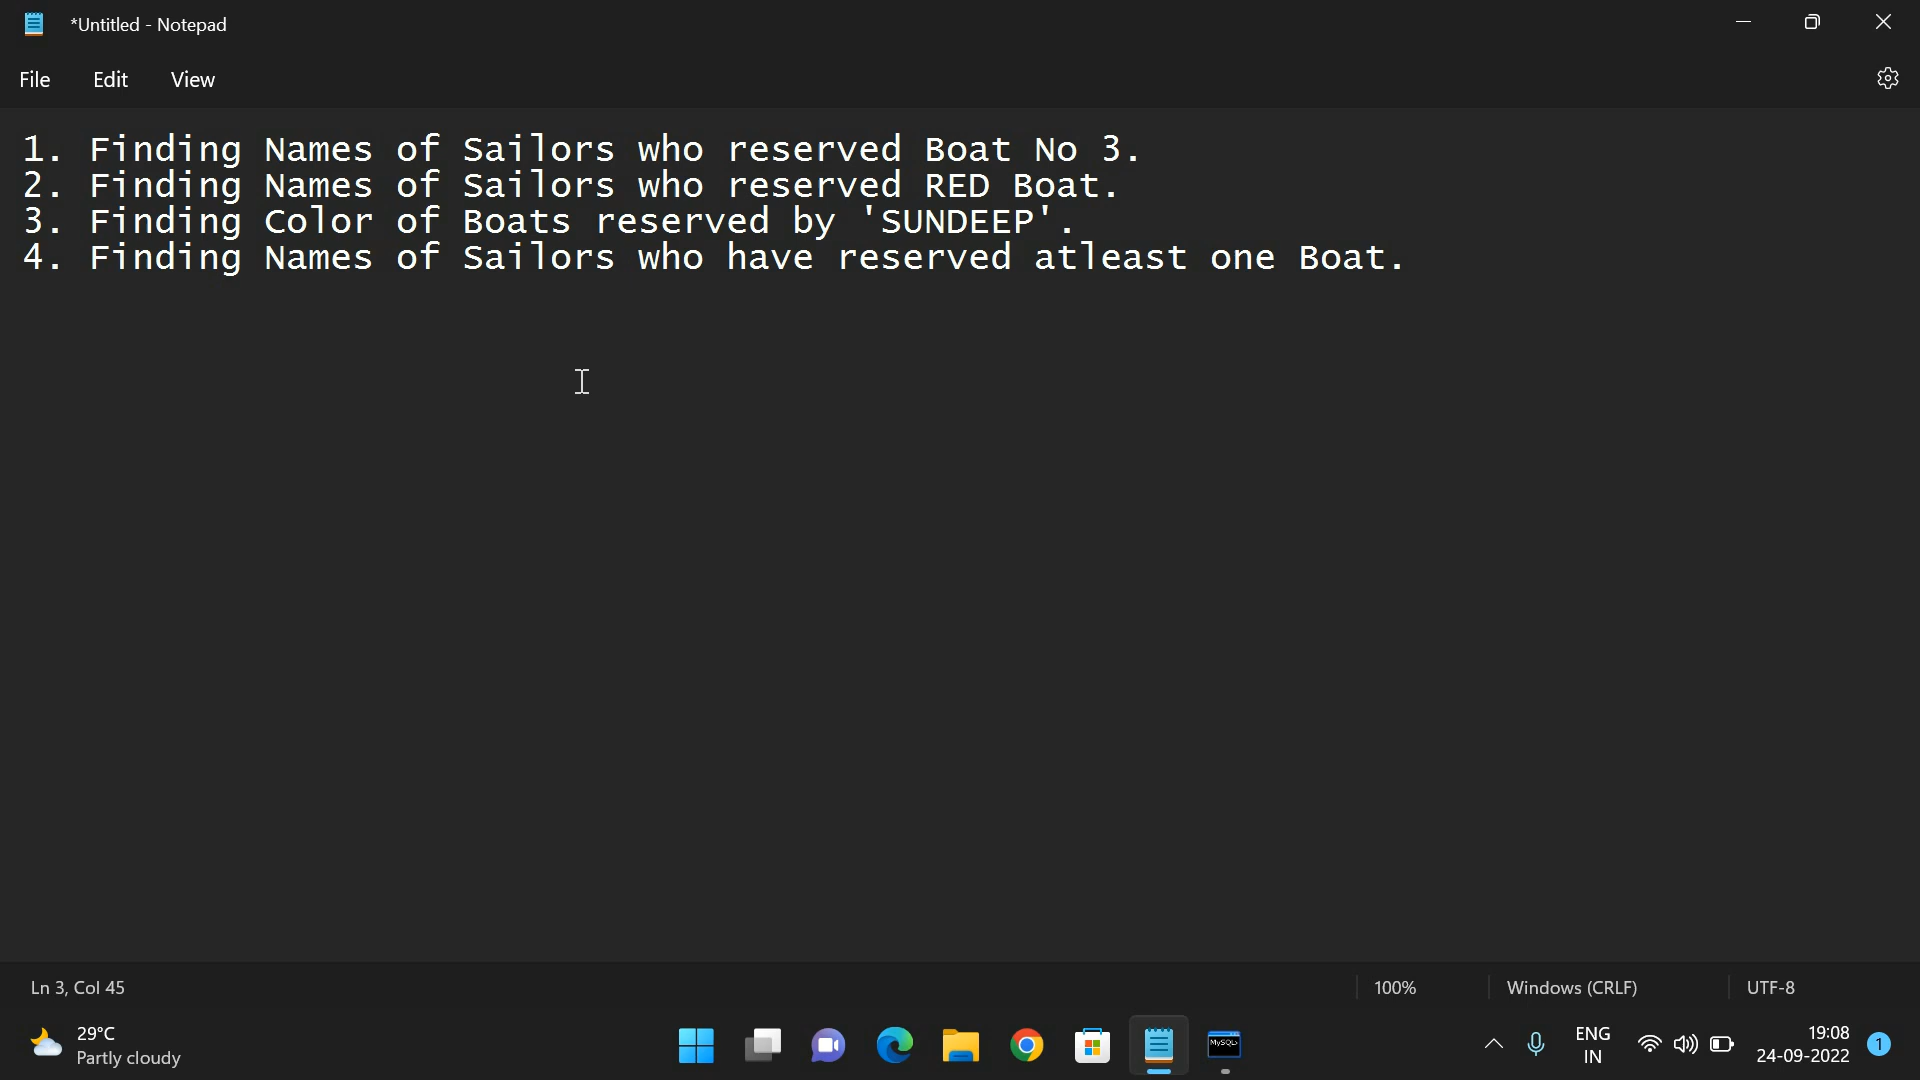 *Untitled - Notepad
File Edit View
1. Finding Names of Sailors who reserved Boat No 3.
2. Finding Names of Sailors who reserved RED Boat.
3. Finding Color of Boats reserved by 'SUNDEEP'.
4. Finding Names of Sailors who have reserved atleast one Boat.
Ln 3, Col 45 100% Windows (CRLF) UTF-8
29°C
Partly cloudy
MySQL>
ENG
IN
19:08
24-09-2022
1